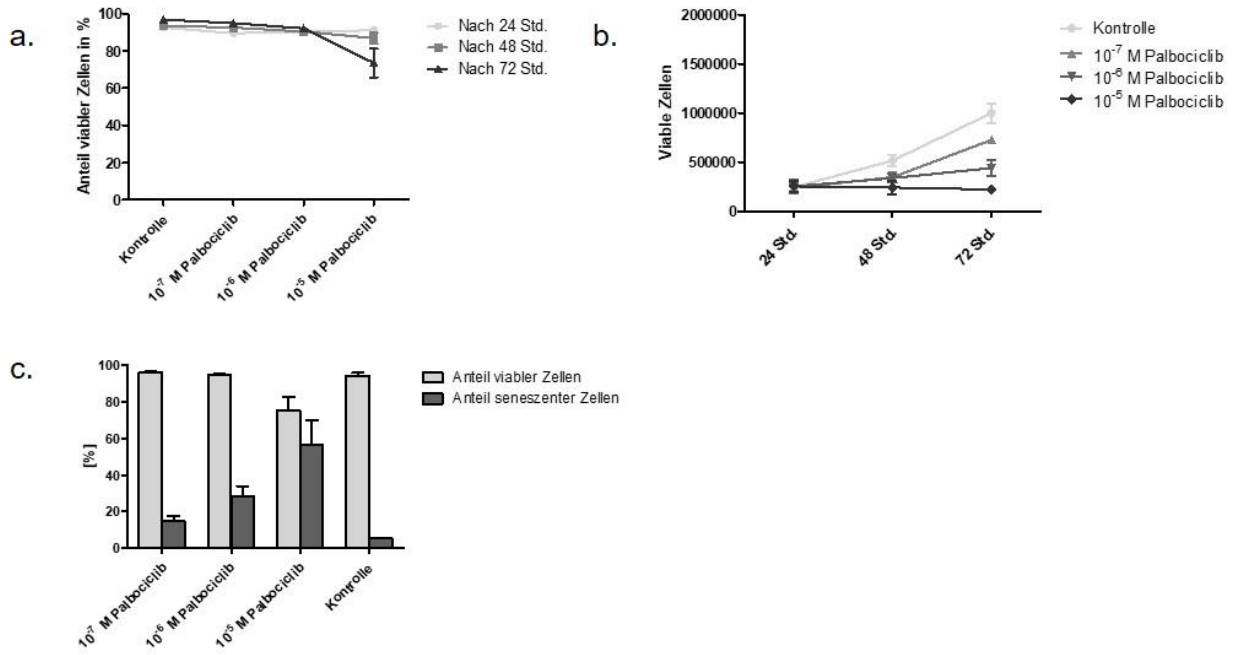 a.
Anteil viabler Zellen in %
100
80
60
40
20
0
Kontrolle
10-7 M Palbociclib
10-6 M Palbociclib
10-5 M Palbociclib
Nach 24 Std.
Nach 48 Std.
Nach 72 Std.
b.
Viable Zellen
2000000
1500000
1000000
500000
0
24 Std.
48 Std.
72 Std.
Kontrolle
10-7 M Palbociclib
10-6 M Palbociclib
10-5 M Palbociclib
c.
[%]
100
80
60
40
20
0
10-7 M Palbociclib
10-6 M Palbociclib
10-5 M Palbociclib
Kontrolle
Anteil viabler Zellen
Anteil seneszenter Zellen